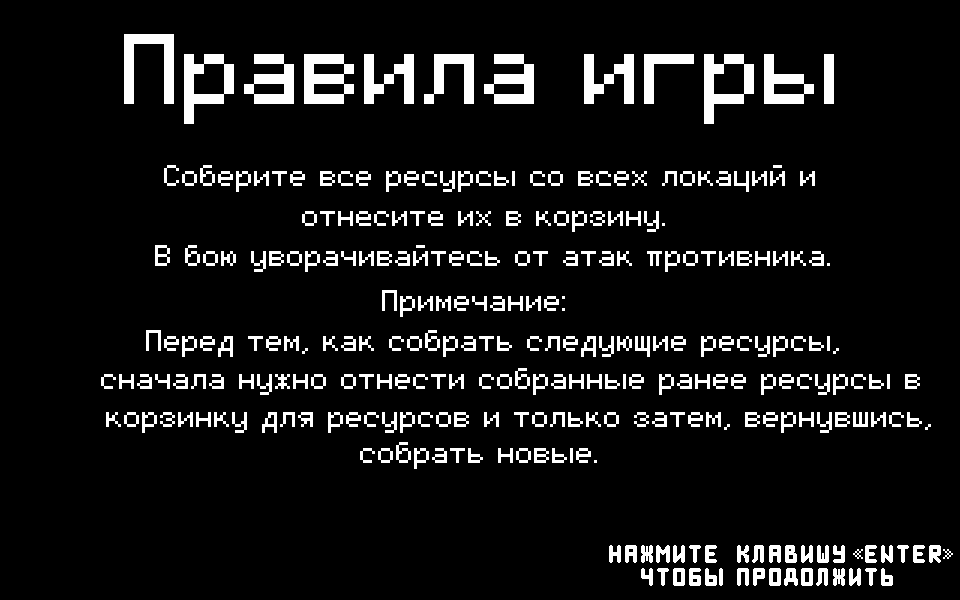 Правила игры
Соберите все ресурсы со всех локаций и
отнесите их в корзину.
В бою уворачивайтесь от атак противника.
Примечание:
Перед тем, как собрать следующие ресурсы,
сначала нужно отнести собранные ранее ресурсы в
корзинку для ресурсов и только затем, вернувшись,
собрать новые.
НАЖМИТЕ КЛАВИШУ «ENTER»
ЧТОБЫ ПРОДОЛЖИТЬ